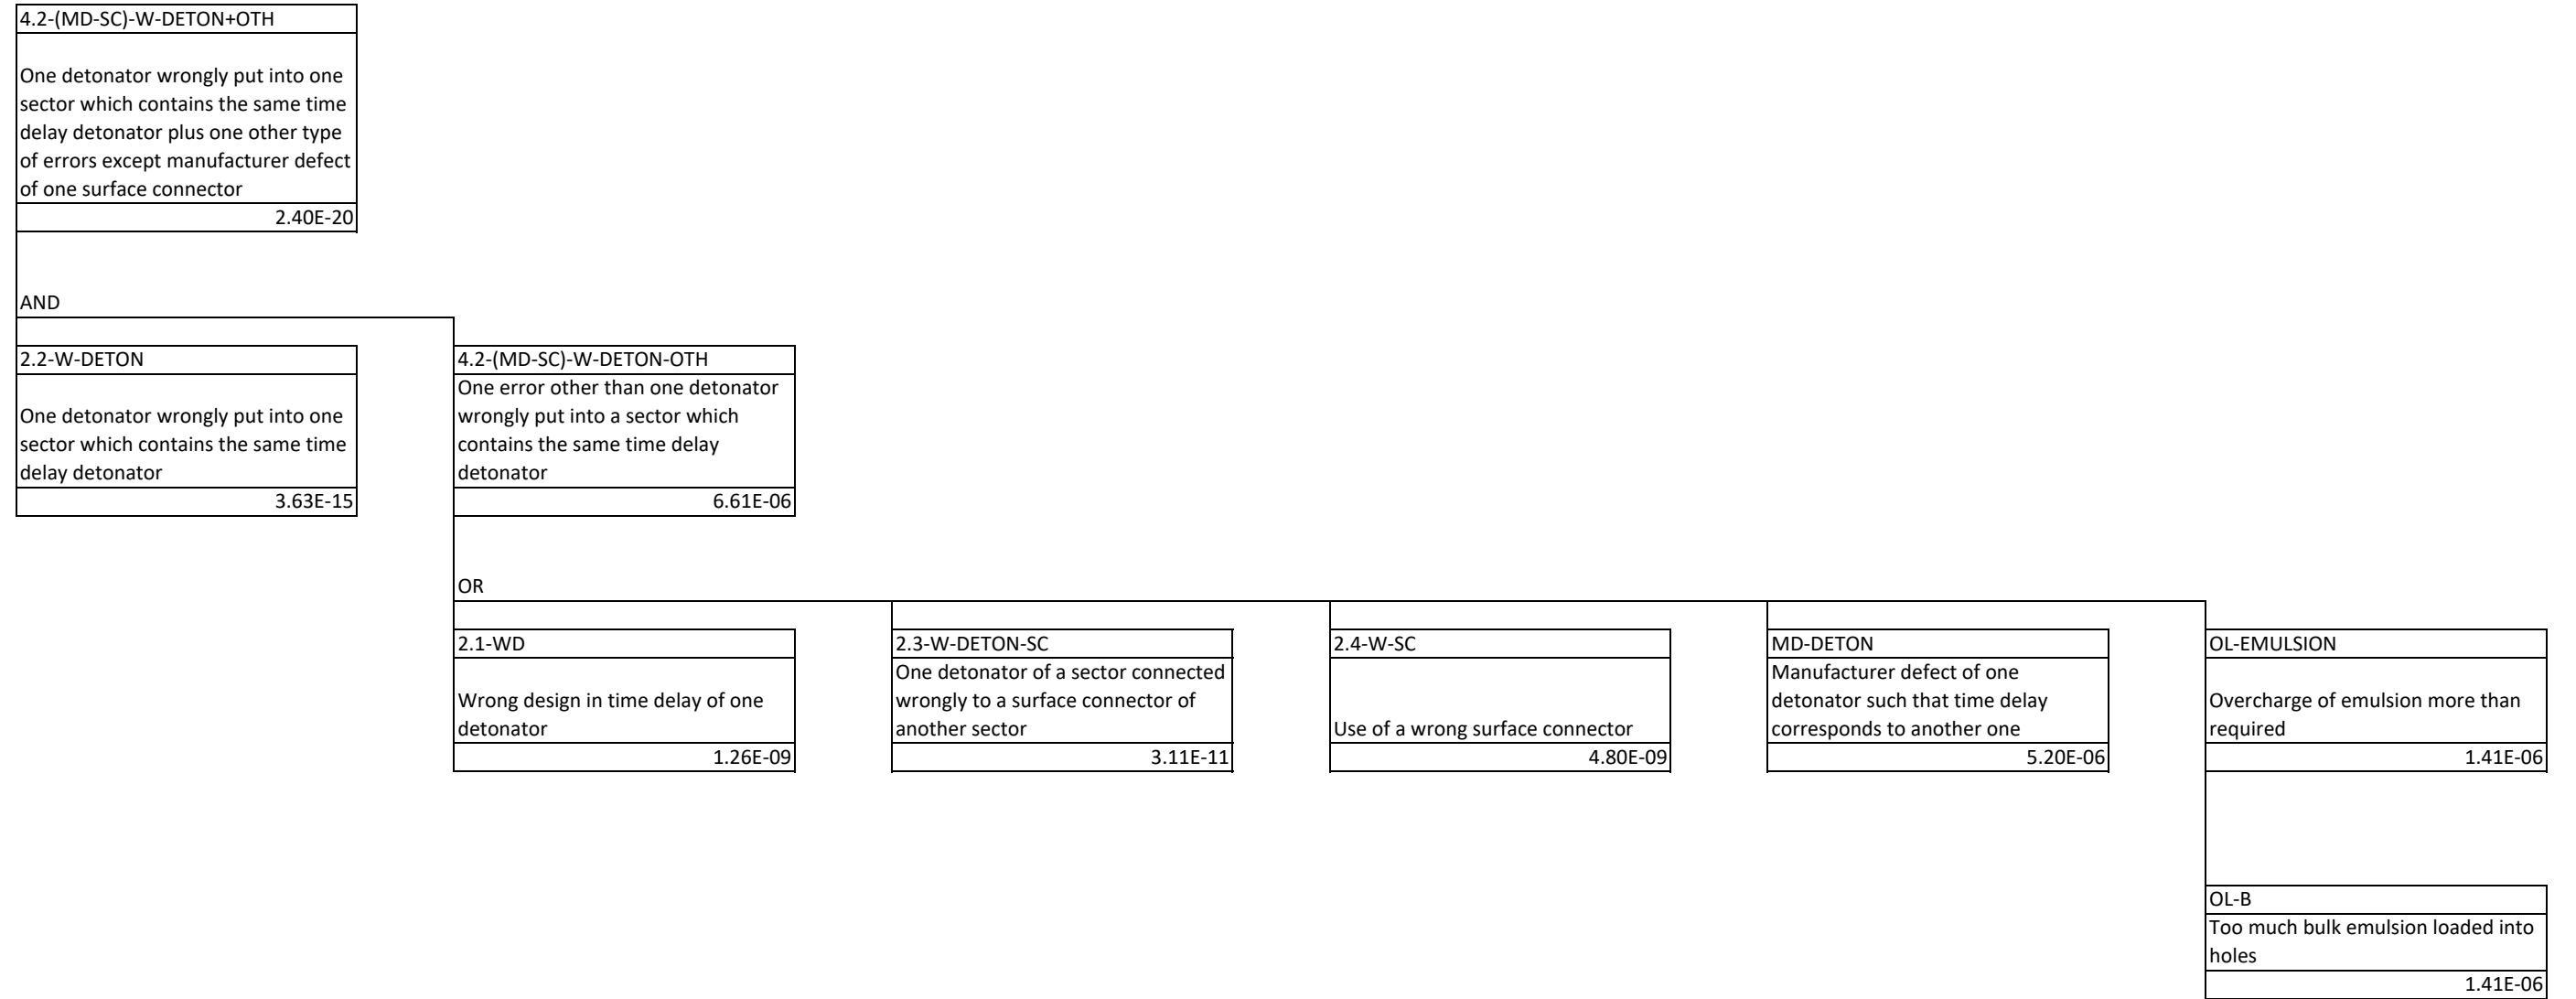 4.2-(MD-SC)-W-DETON+OTH
One detonator wrongly put into one
sector which contains the same time
delay detonator plus one other type
of errors except manufacturer defect
of one surface connector
2.40E-20
AND
2.2-W-DETON
One detonator wrongly put into one
sector which contains the same time
delay detonator
3.63E-15
4.2-(MD-SC)-W-DETON-OTH
One error other than one detonator
wrongly put into a sector which
contains the same time delay
detonator
6.61E-06
OR
2.1-WD
Wrong design in time delay of one
detonator
1.26E-09
2.3-W-DETON-SC
One detonator of a sector connected
wrongly to a surface connector of
another sector
3.11E-11
2.4-W-SC
Use of a wrong surface connector
4.80E-09
MD-DETON
Manufacturer defect of one
detonator such that time delay
corresponds to another one
5.20E-06
OL-EMULSION
Overcharge of emulsion more than
required
1.41E-06
OL-B
Too much bulk emulsion loaded into
holes
1.41E-06